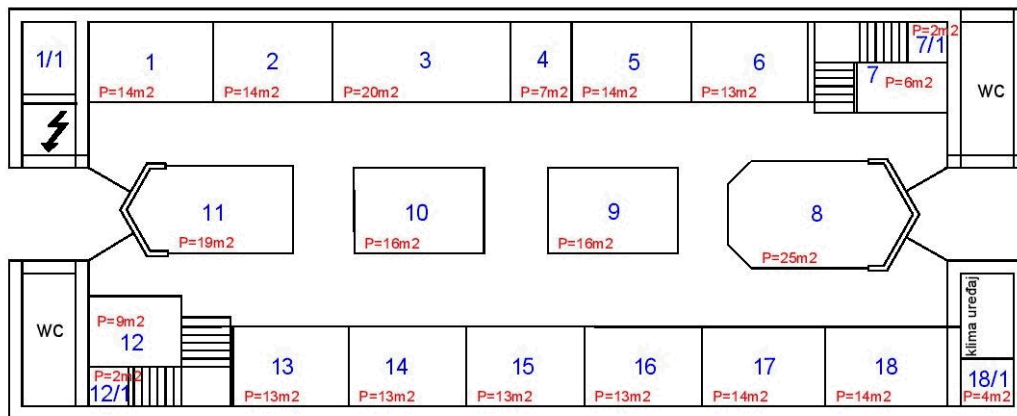 1/1
1
P=14m2
2
P=14m2
3
P=20m2
4
P=7m2
5
P=14m2
6
P=13m2
P=2m2
7/1
7
P=6m2
WC
11
P=19m2
10
P=16m2
9
P=16m2
8
P=25m2
WC
P=9m2
12
P=2m2
12/1
13
P=13m2
14
P=13m2
15
P=13m2
16
P=13m2
17
P=14m2
18
P=14m2
klima uređaj
18/1
P=4m2